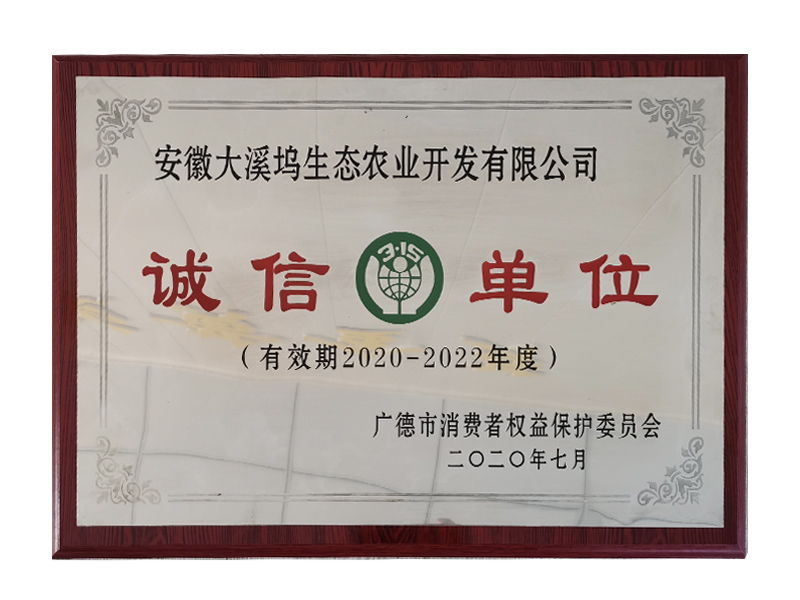 安徽大溪坞生态农业开发有限公司
诚信 3·15 单位
（有效期2020-2022年度）
广德市消费者权益保护委员会
二〇二〇年七月